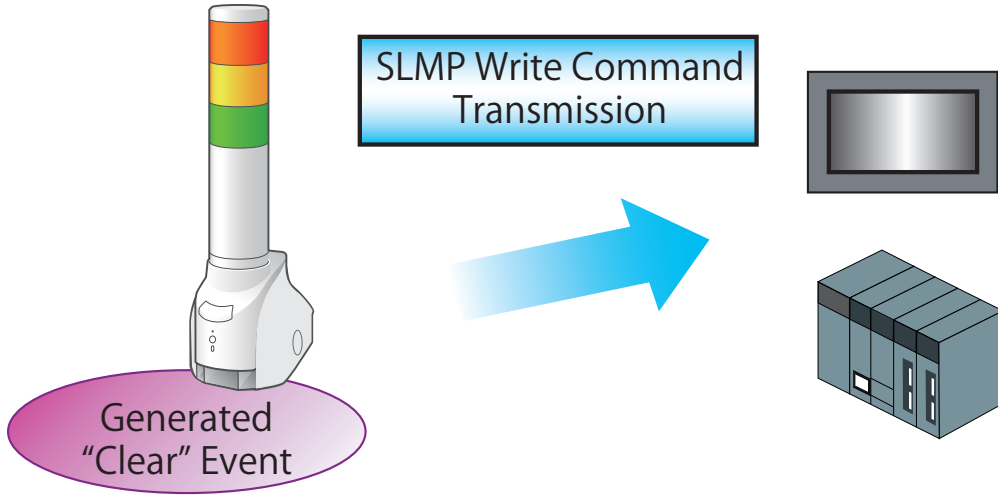 SLMP Write Command
Transmission
Generated
“Clear” Event